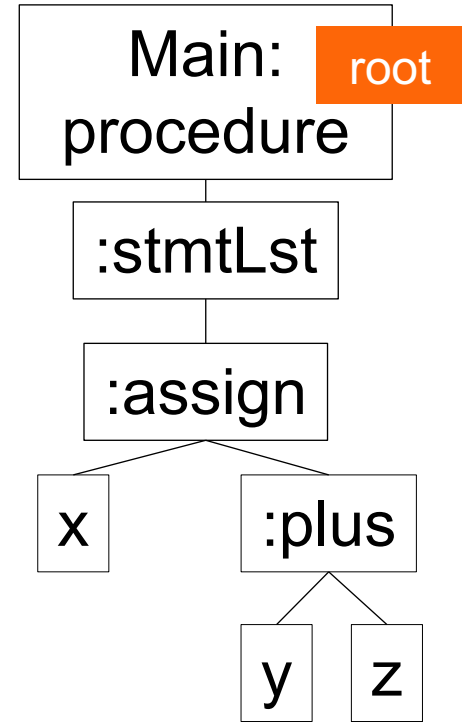 Main:
root
procedure
:stmtLst
:assign
x
:plus
y
z